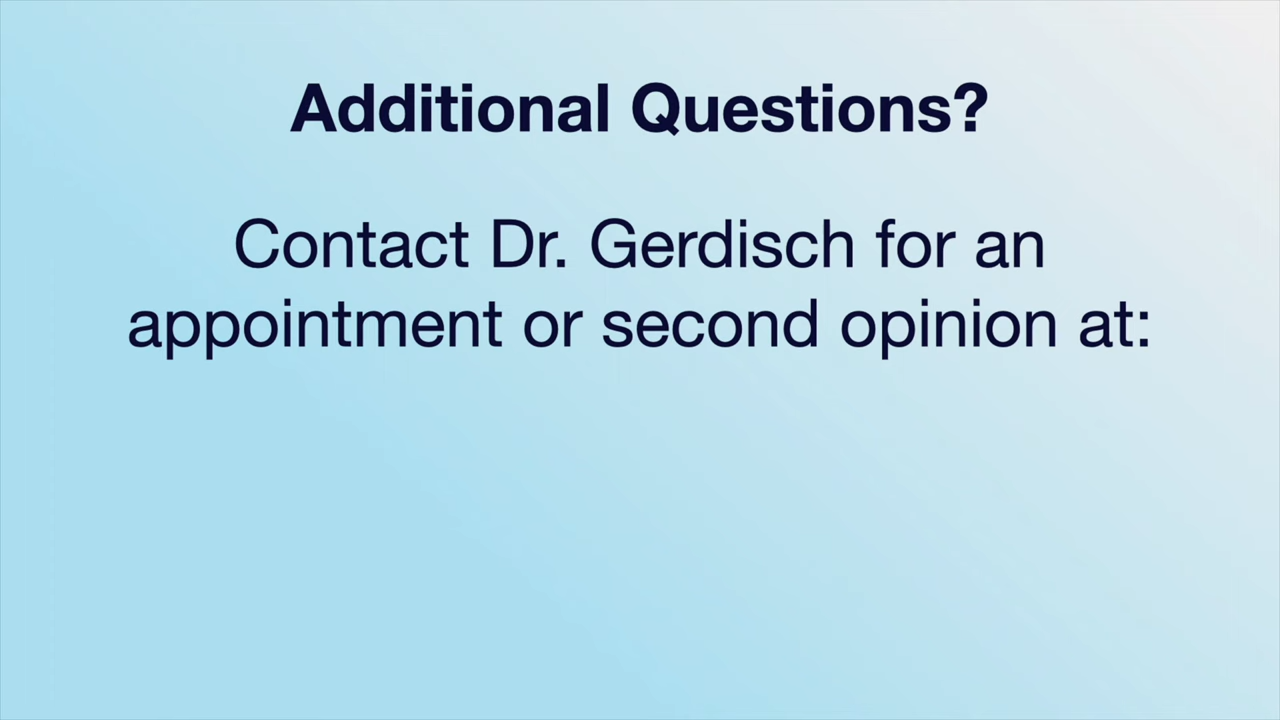 Additional Questions?
Contact Dr. Gerdisch for an
appointment or second opinion at: